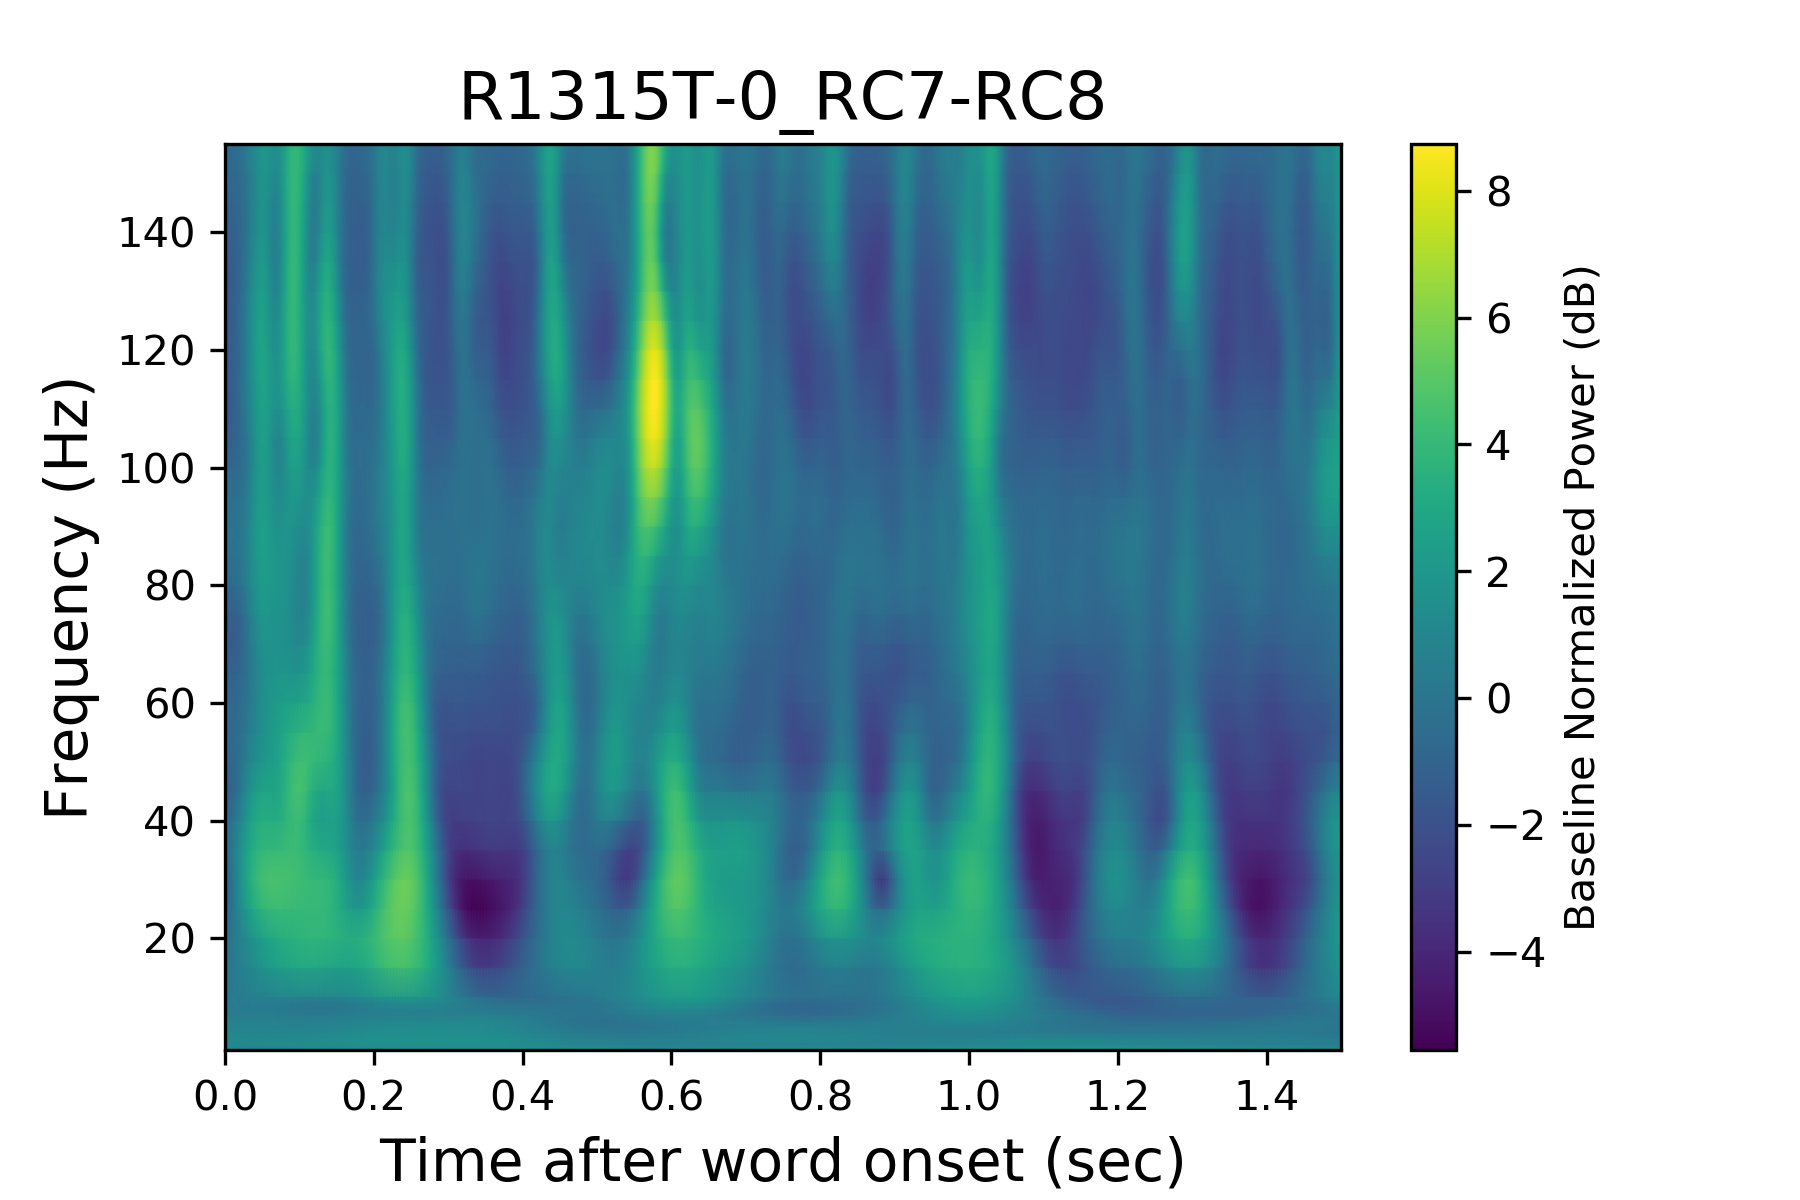 R1315T-0_RC7-RC8
Frequency (Hz)
140
120
100
80
60
40
20
0.0 0.2 0.4 0.6 0.8 1.0 1.2 1.4
Time after word onset (sec)
8
6
4
2
0
−2
−4
Baseline Normalized Power (dB)